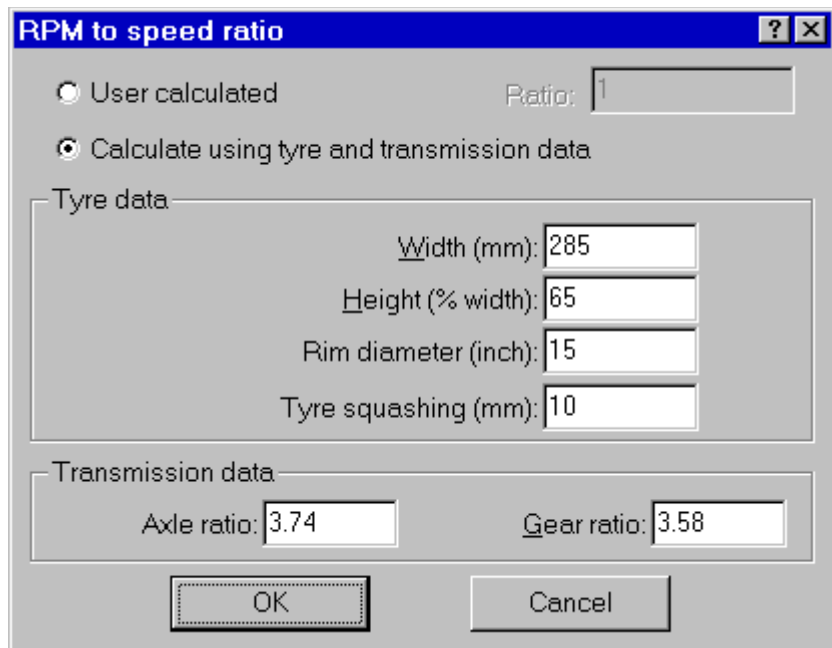 RPM to speed ratio
User calculated Ratio: 1
Calculate using tyre and transmission data
Tyre data
Width (mm): 285
Height (% width): 65
Rim diameter (inch): 15
Tyre squashing (mm): 10
Transmission data
Axle ratio: 3.74 Gear ratio: 3.58
OK Cancel